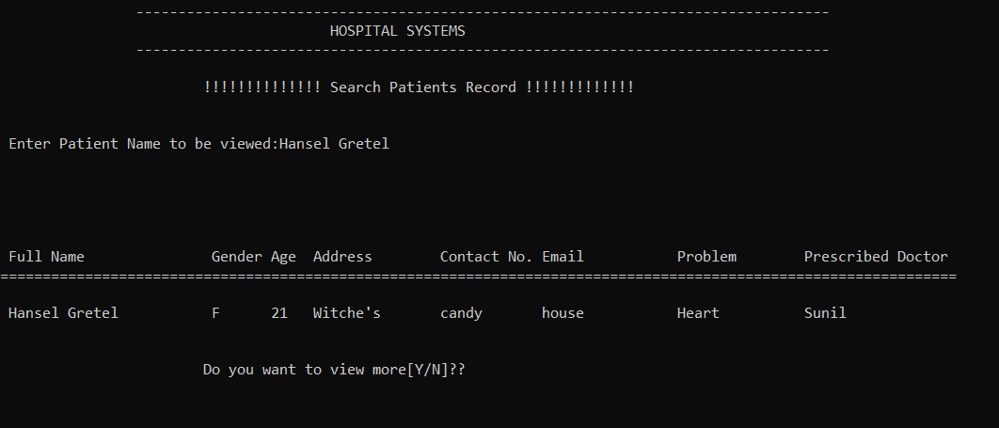 ----------------------------------------------------------------------------------
HOSPITAL SYSTEMS
----------------------------------------------------------------------------------
!!!!!!!!!!!!!! Search Patients Record !!!!!!!!!!!!!
Enter Patient Name to be viewed:Hansel Gretel
Full Name Gender Age Address Contact No. Email Problem Prescribed Doctor
=================================================================================================================
Hansel Gretel F 21 Witche's candy house Heart Sunil
Do you want to view more[Y/N]??